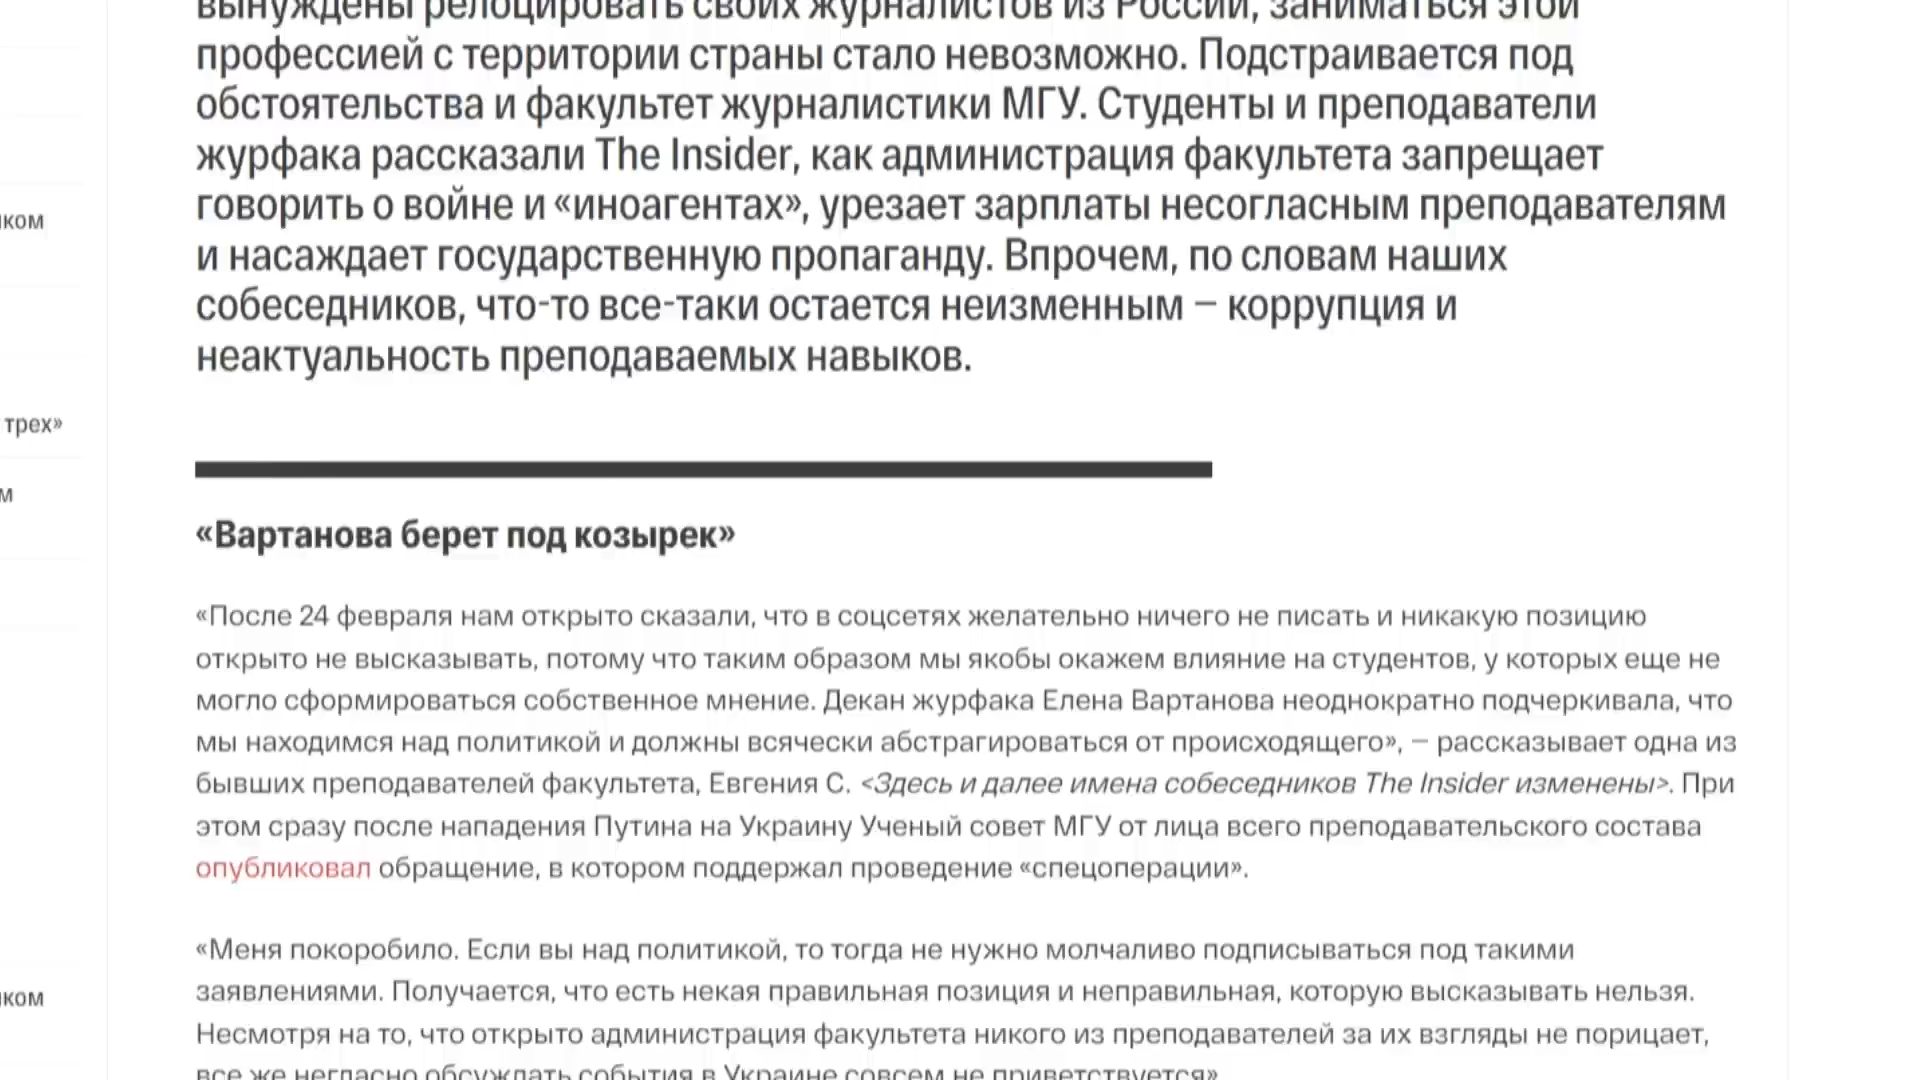 вынуждены релоцировать своих журналистов из России, заниматься этой
профессией с территории страны стало невозможно. Подстраивается под
обстоятельства и факультет журналистики МГУ. Студенты и преподаватели
журфака рассказали The Insider, как администрация факультета запрещает
говорить о войне и «иноагентах», урезает зарплаты несогласным преподавателям
и насаждает государственную пропаганду. Впрочем, по словам наших
собеседников, что-то все-таки остается неизменным – коррупция и
неактуальность преподаваемых навыков.
ком
трех»
м
«Вартанова берет под козырек»
«После 24 февраля нам открыто сказали, что в соцсетях желательно ничего не писать и никакую позицию
открыто не высказывать, потому что таким образом мы якобы окажем влияние на студентов, у которых еще не
могло сформироваться собственное мнение. Декан журфака Елена Вартанова неоднократно подчеркивала, что
мы находимся над политикой и должны всячески абстрагироваться от происходящего», – рассказывает одна из
бывших преподавателей факультета, Евгения С. <Здесь и далее имена собеседников The Insider изменены>. При
этом сразу после нападения Путина на Украину Ученый совет МГУ от лица всего преподавательского состава
опубликовал обращение, в котором поддержал проведение «спецоперации».
«Меня покоробило. Если вы над политикой, то тогда не нужно молчаливо подписываться под такими
заявлениями. Получается, что есть некая правильная позиция и неправильная, которую высказывать нельзя.
Несмотря на то, что открыто администрация факультета никого из преподавателей за их взгляды не порицает,
все же негласно обсуждать события в Украине совсем не приветствуется»
ком